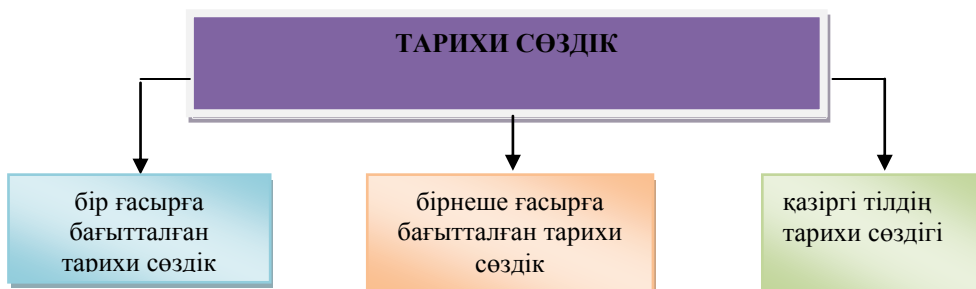 ТАРИХИ СӨЗДІК
бір ғасырға
бағытталған
тарихи сөздік
бірнеше ғасырға
бағытталған тарихи
сөздік
қазіргі тілдің
тарихи сөздігі